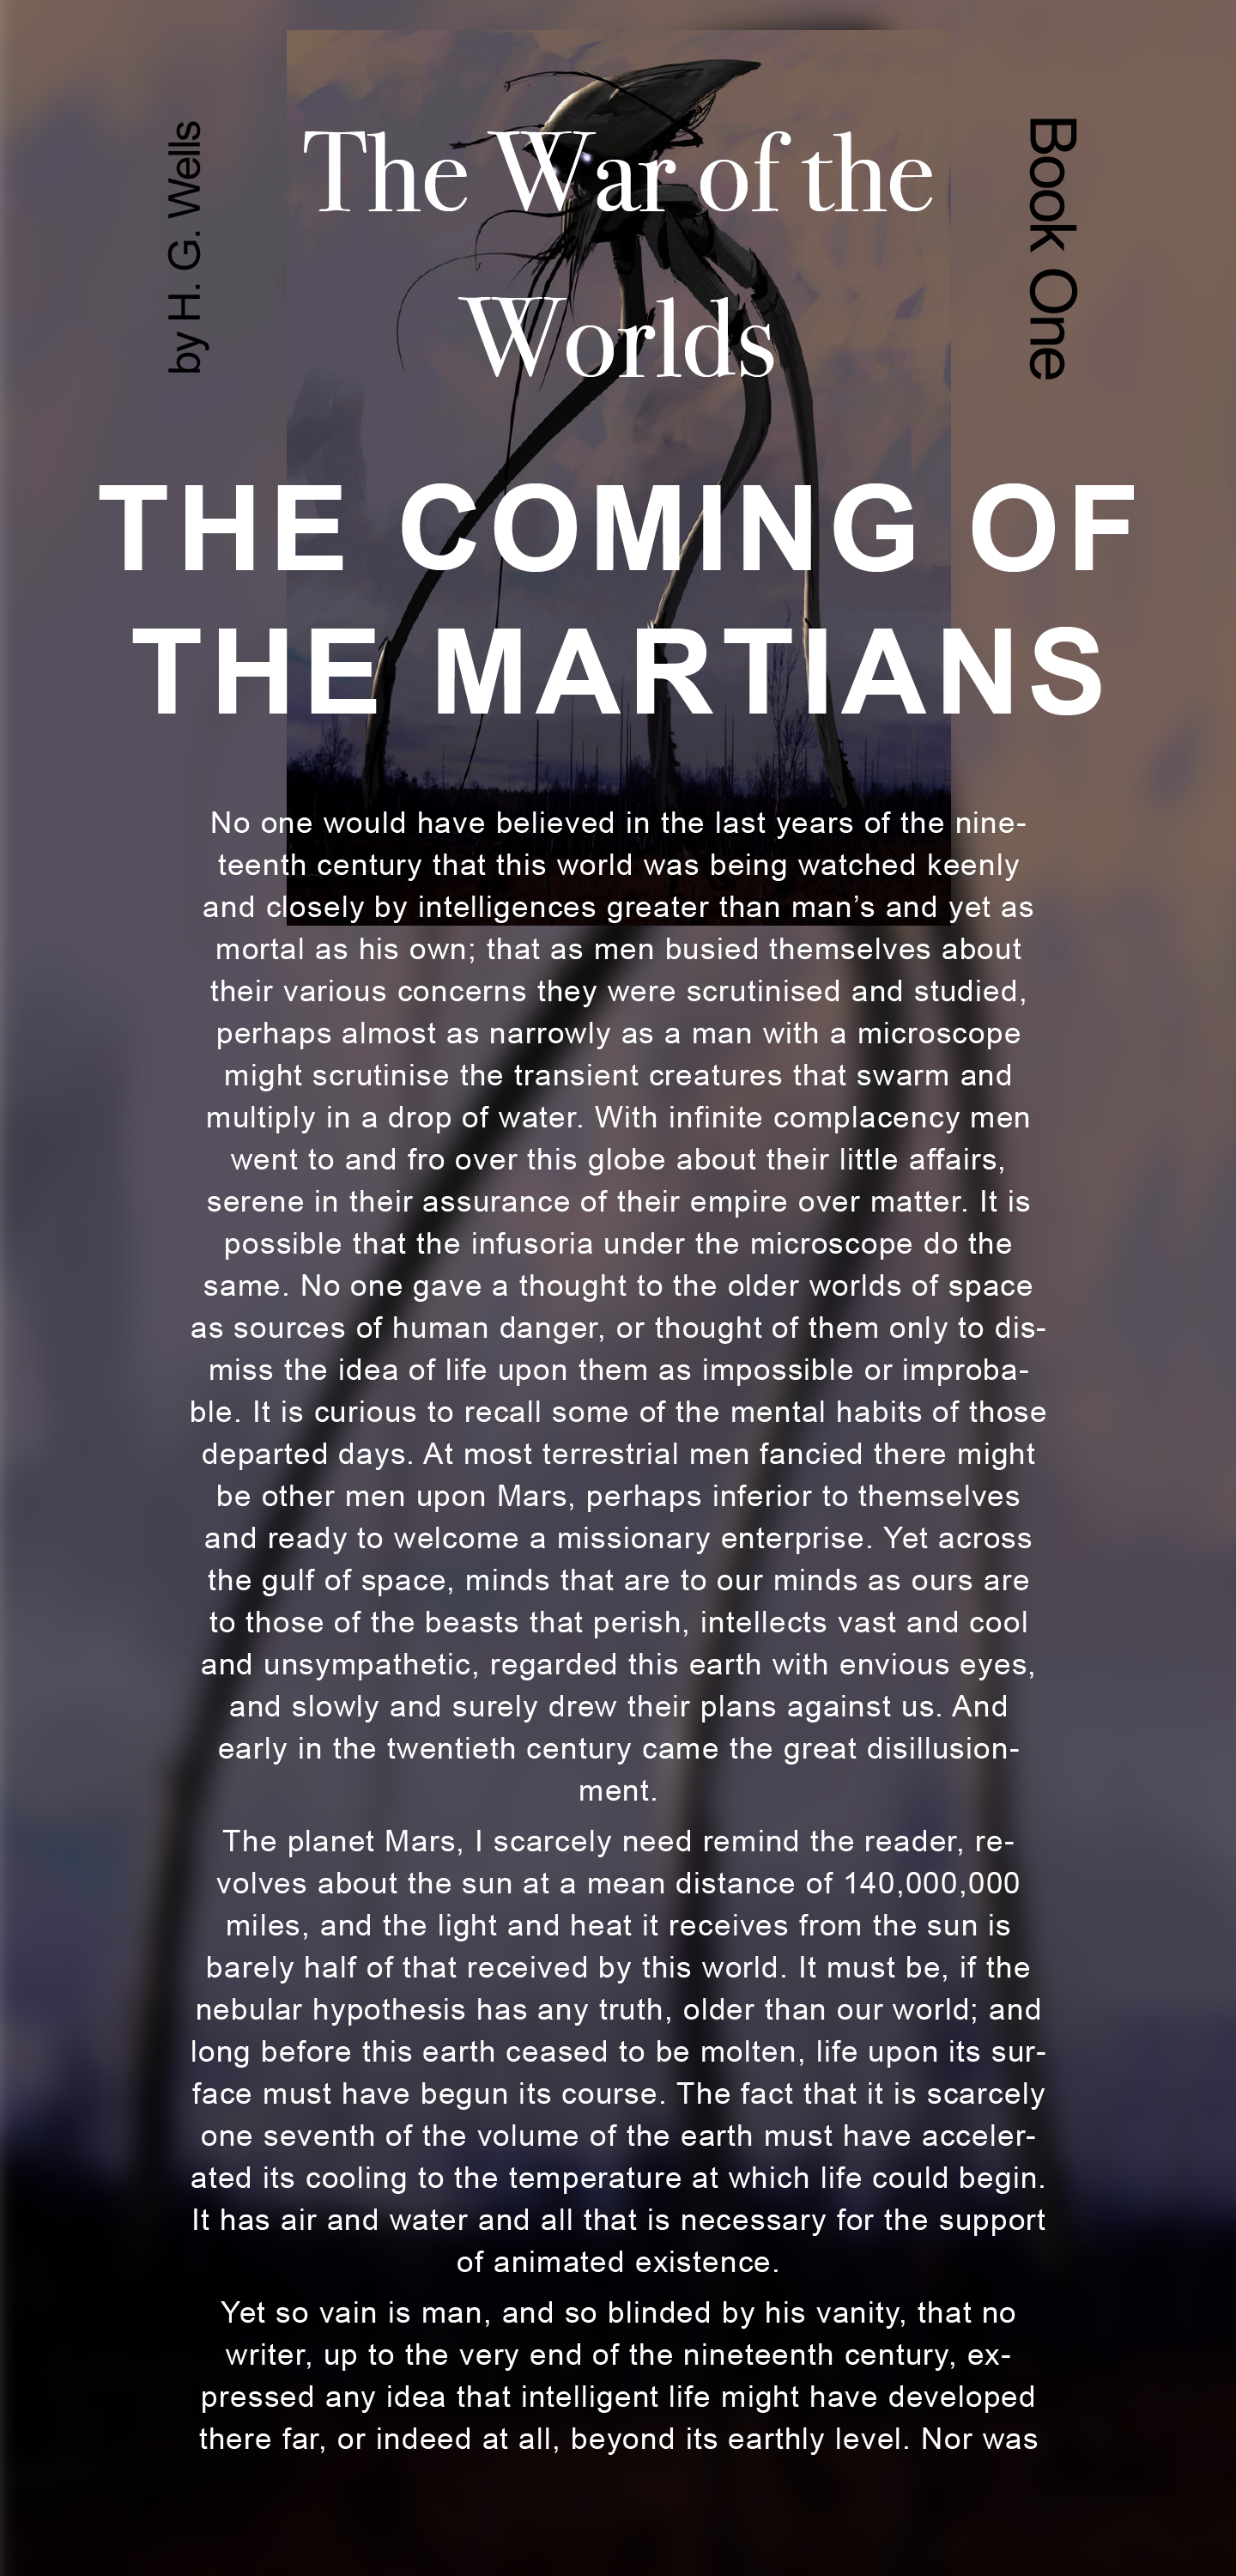 by H. G. Wells
The War of the
Worlds
Book One
THE COMING OF
THE MARTIANS
No one would have believed in the last years of the nine-
teenth century that this world was being watched keenly
and closely by intelligences greater than man’s and yet as
mortal as his own; that as men busied themselves about
their various concerns they were scrutinised and studied,
perhaps almost as narrowly as a man with a microscope
might scrutinise the transient creatures that swarm and
multiply in a drop of water. With infinite complacency men
went to and fro over this globe about their little affairs,
serene in their assurance of their empire over matter. It is
possible that the infusoria under the microscope do the
same. No one gave a thought to the older worlds of space
as sources of human danger, or thought of them only to dis-
miss the idea of life upon them as impossible or improba-
ble. It is curious to recall some of the mental habits of those
departed days. At most terrestrial men fancied there might
be other men upon Mars, perhaps inferior to themselves
and ready to welcome a missionary enterprise. Yet across
the gulf of space, minds that are to our minds as ours are
to those of the beasts that perish, intellects vast and cool
and unsympathetic, regarded this earth with envious eyes,
and slowly and surely drew their plans against us. And
early in the twentieth century came the great disillusion-
ment.
The planet Mars, I scarcely need remind the reader, re-
volves about the sun at a mean distance of 140,000,000
miles, and the light and heat it receives from the sun is
barely half of that received by this world. It must be, if the
nebular hypothesis has any truth, older than our world; and
long before this earth ceased to be molten, life upon its sur-
face must have begun its course. The fact that it is scarcely
one seventh of the volume of the earth must have acceler-
ated its cooling to the temperature at which life could begin.
It has air and water and all that is necessary for the support
of animated existence.
Yet so vain is man, and so blinded by his vanity, that no
writer, up to the very end of the nineteenth century, ex-
pressed any idea that intelligent life might have developed
there far, or indeed at all, beyond its earthly level. Nor was